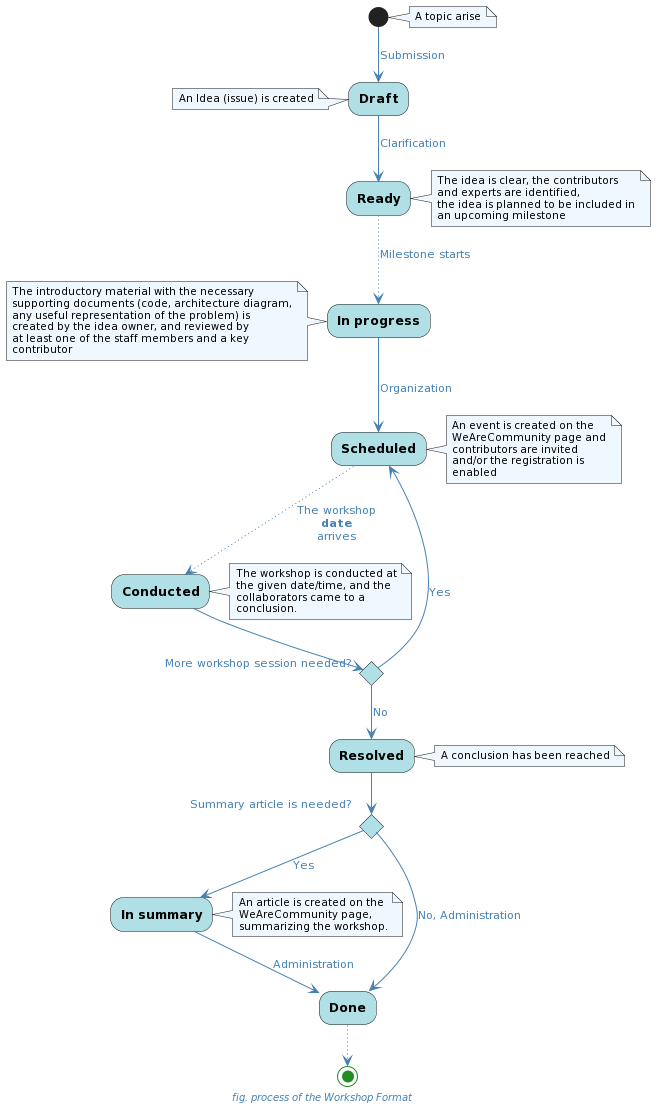 A topic arise
Submission
An Idea (issue) is created
Draft
Clarification
Ready
The idea is clear, the contributors
and experts are identified,
the idea is planned to be included in
an upcoming milestone
Milestone starts
The introductory material with the necessary
supporting documents (code, architecture diagram,
any useful representation of the problem) is
created by the idea owner, and reviewed by
at least one of the staff members and a key
contributor
In progress
Organization
Scheduled
An event is created on the
WeAreCommunity page and
contributors are invited
and/or the registration is
enabled
The workshop
date
arrives
Conducted
The workshop is conducted at
the given date/time, and the
collaborators came to a
conclusion.
Yes
More workshop session needed?
No
Resolved
A conclusion has been reached
Summary article is needed?
Yes
In summary
An article is created on the
WeAreCommunity page,
summarizing the workshop.
No, Administration
Administration
Done
fig. process of the Workshop Format